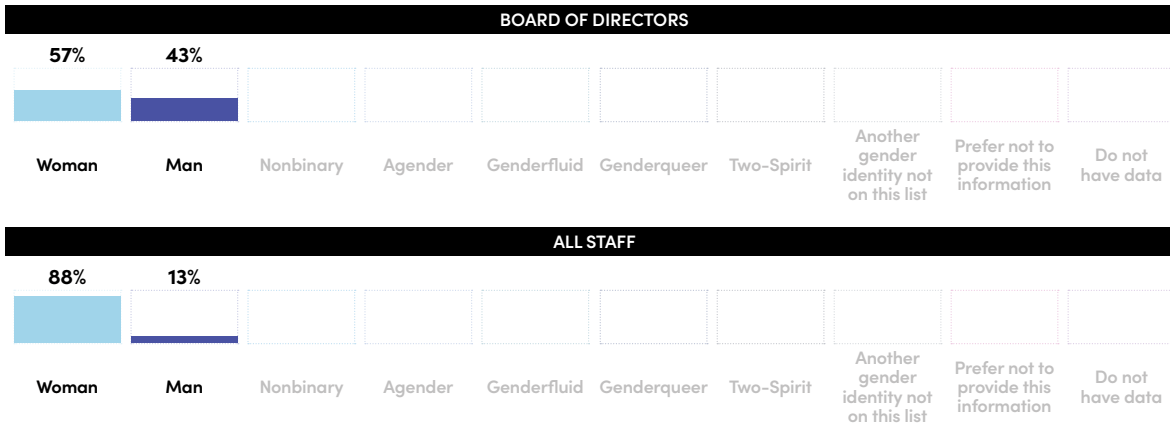 BOARD OF DIRECTORS
57% 43%
Woman Man Nonbinary Agender Genderfluid Genderqueer Two-Spirit Another gender identity not on this list Prefer not to provide this information Do not have data
ALL STAFF
88% 13%
Woman Man Nonbinary Agender Genderfluid Genderqueer Two-Spirit Another gender identity not on this list Prefer not to provide this information Do not have data